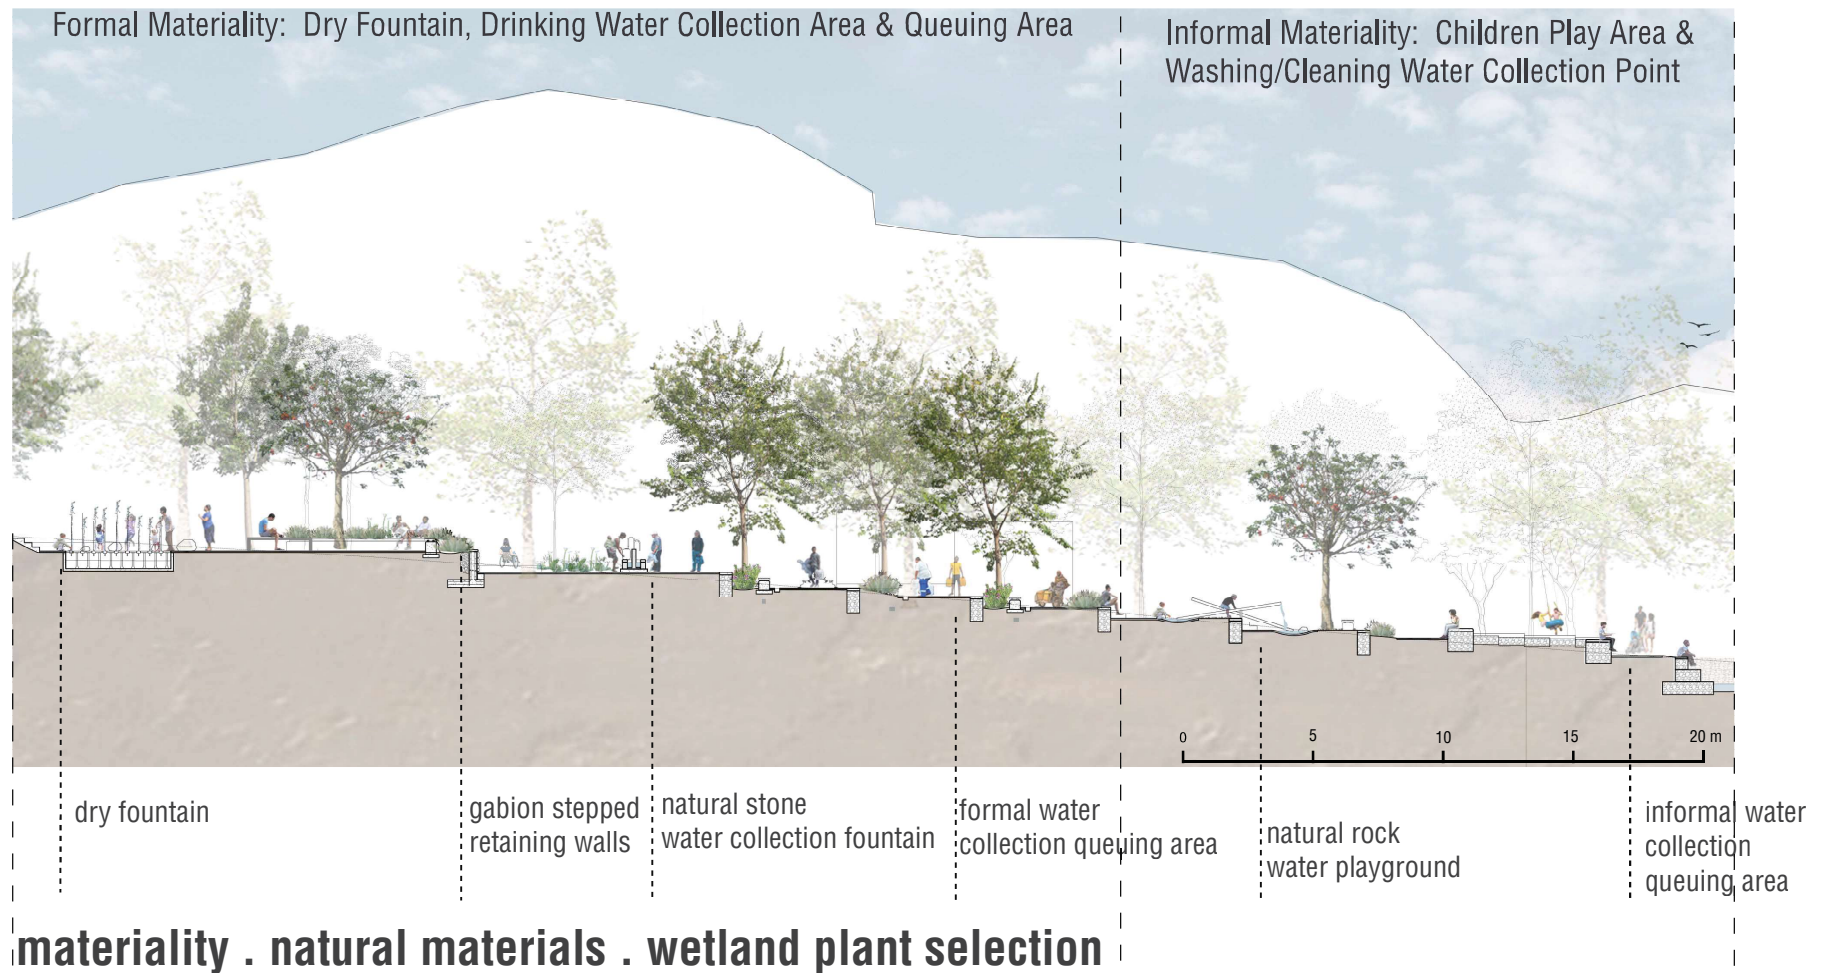 Formal Materiality: Dry Fountain, Drinking Water Collection Area & Queuing Area
Informal Materiality: Children Play Area &
Washing/Cleaning Water Collection Point
0 5 10 15 20 m
dry fountain
gabion stepped
retaining walls
natural stone
water collection fountain
formal water
collection queuing area
natural rock
water playground
informal water
collection
queuing area
materiality . natural materials . wetland plant selection